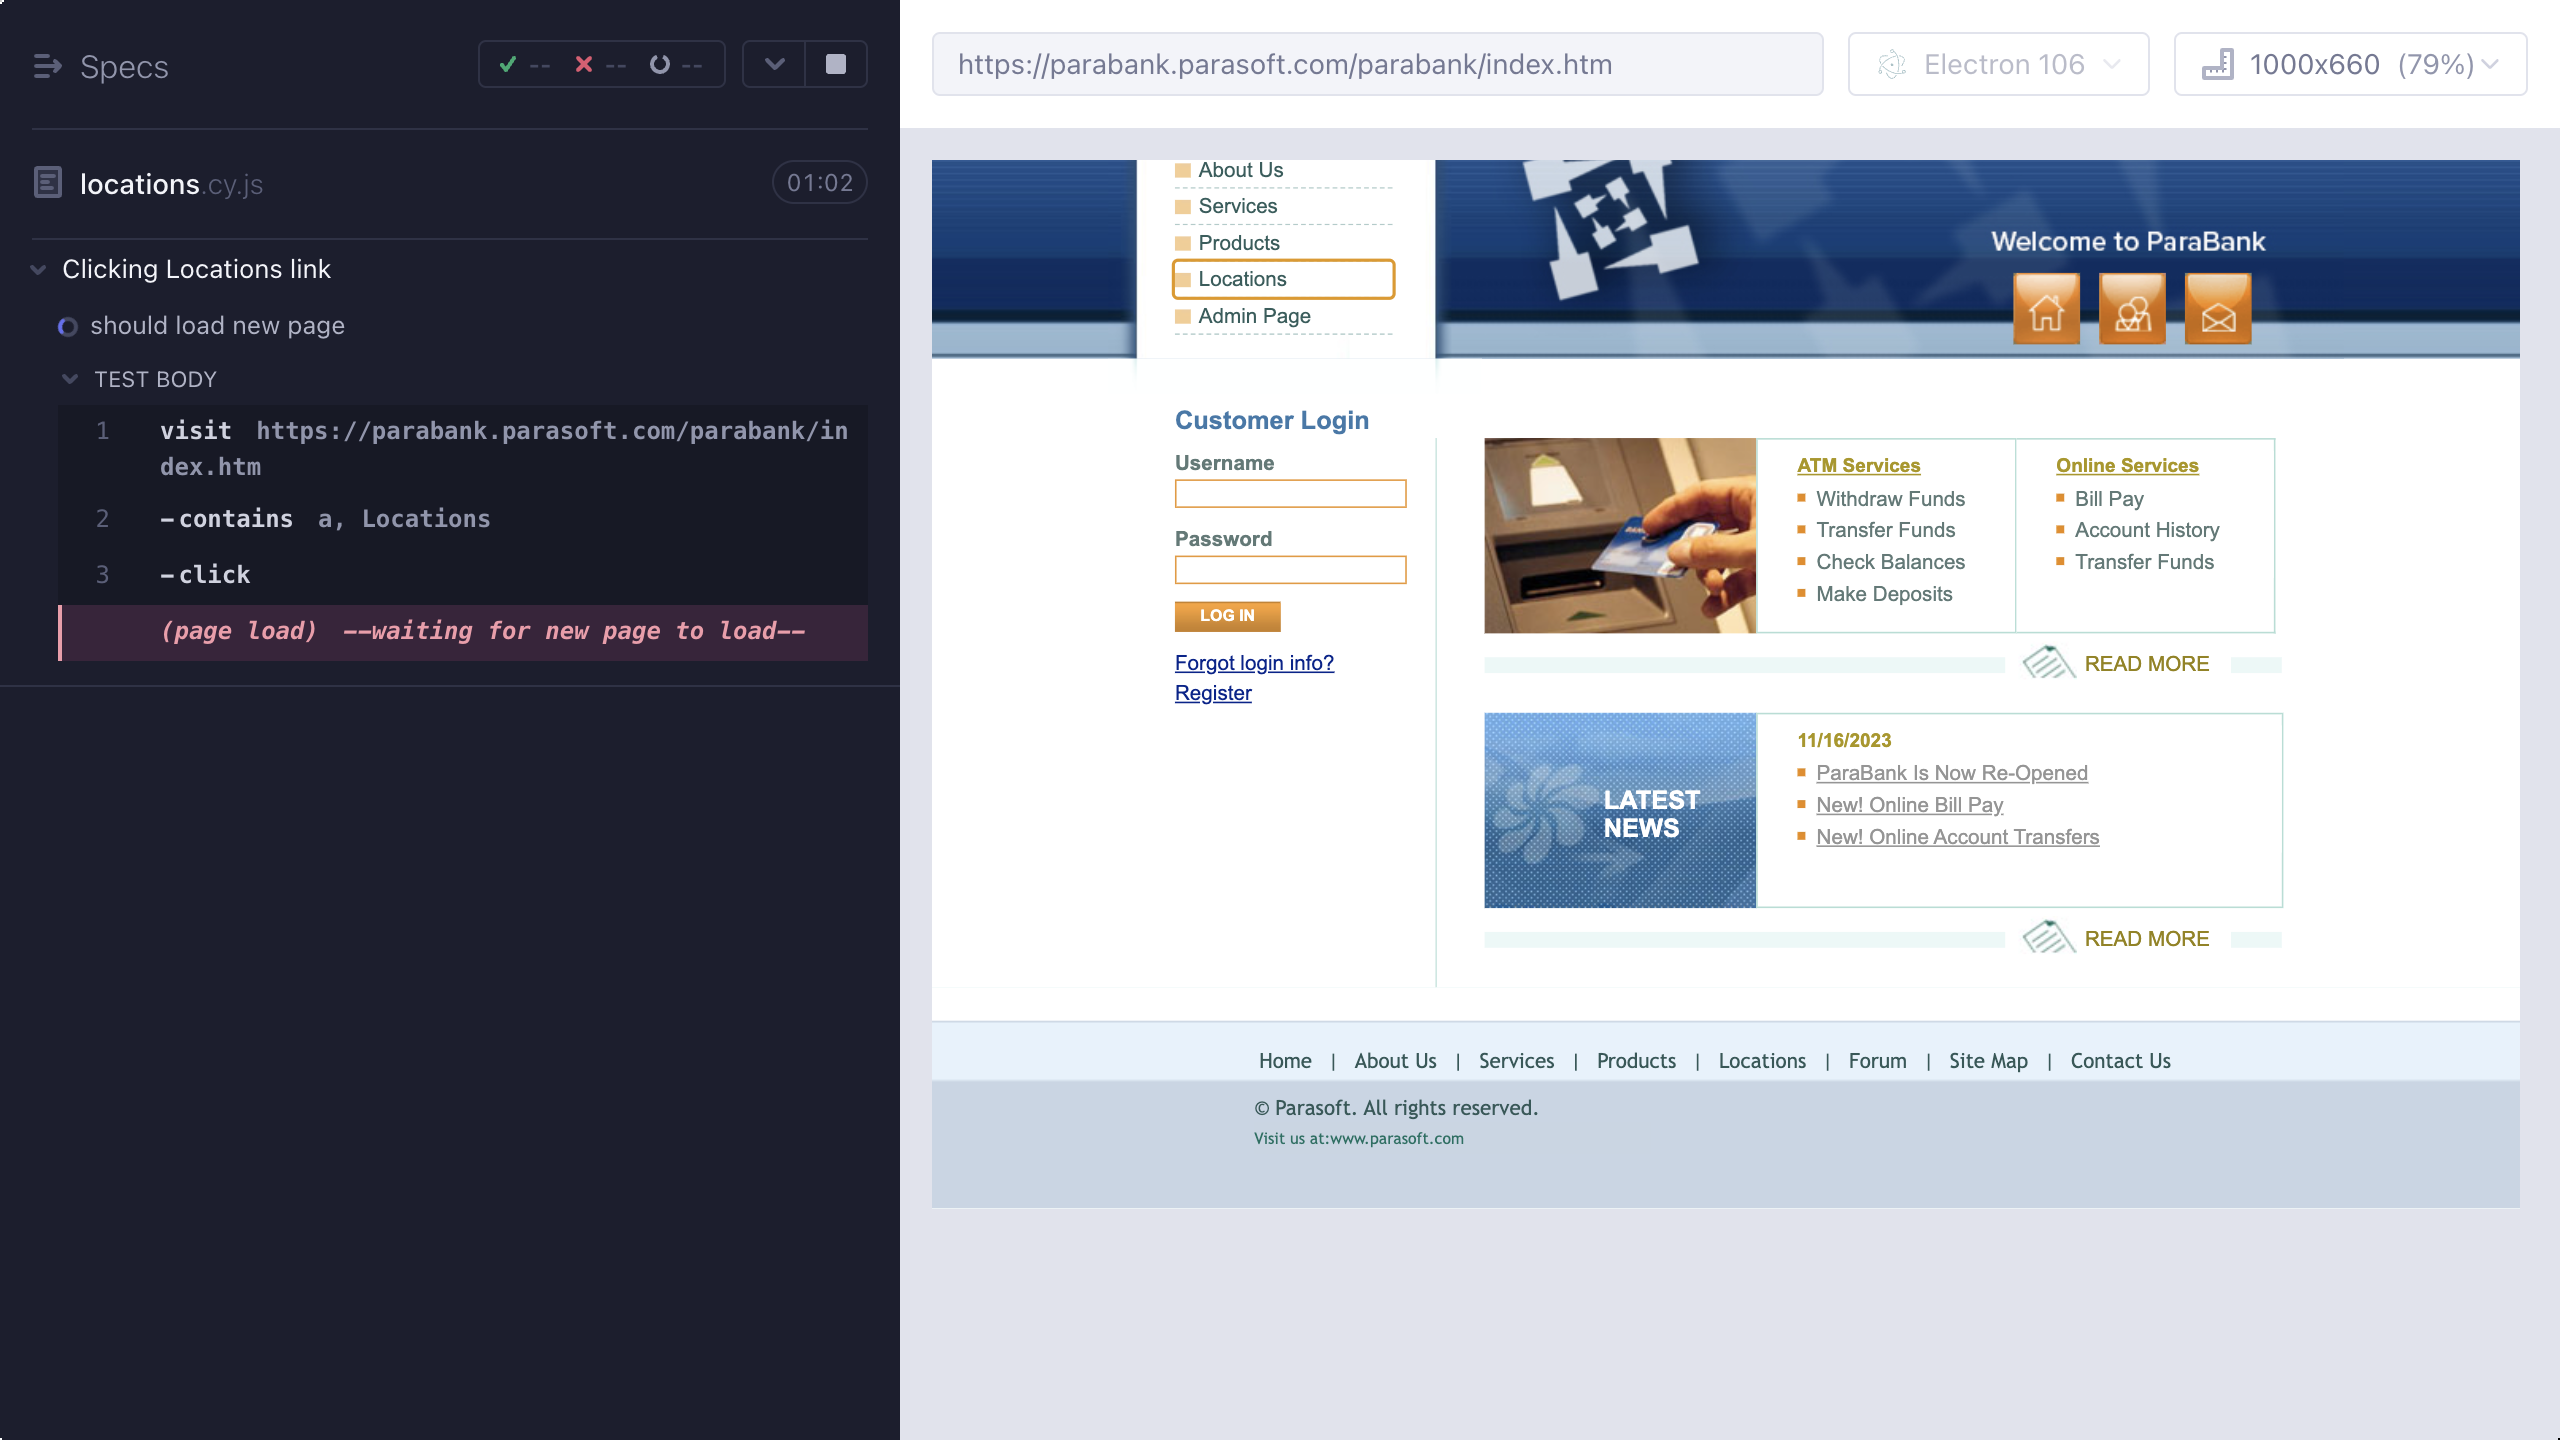 Specs
-- -- --
locations.cy.js
01:02
Clicking Locations link
should load new page
TEST BODY
1 visit https://parabank.parasoft.com/parabank/in
dex.htm
2 -contains a, Locations
3 -click
(page load) --waiting for new page to load--
https://parabank.parasoft.com/parabank/index.htm
Electron 106
1000x660 (79%)
About Us
Services
Products
Locations
Admin Page
Welcome to ParaBank
Customer Login
Username
Password
LOG IN
Forgot login info?
Register
ATM Services
Withdraw Funds
Transfer Funds
Check Balances
Make Deposits
Online Services
Bill Pay
Account History
Transfer Funds
READ MORE
LATEST
NEWS
11/16/2023
ParaBank Is Now Re-Opened
New! Online Bill Pay
New! Online Account Transfers
READ MORE
Home | About Us | Services | Products | Locations | Forum | Site Map | Contact Us
© Parasoft. All rights reserved.
Visit us at:www.parasoft.com